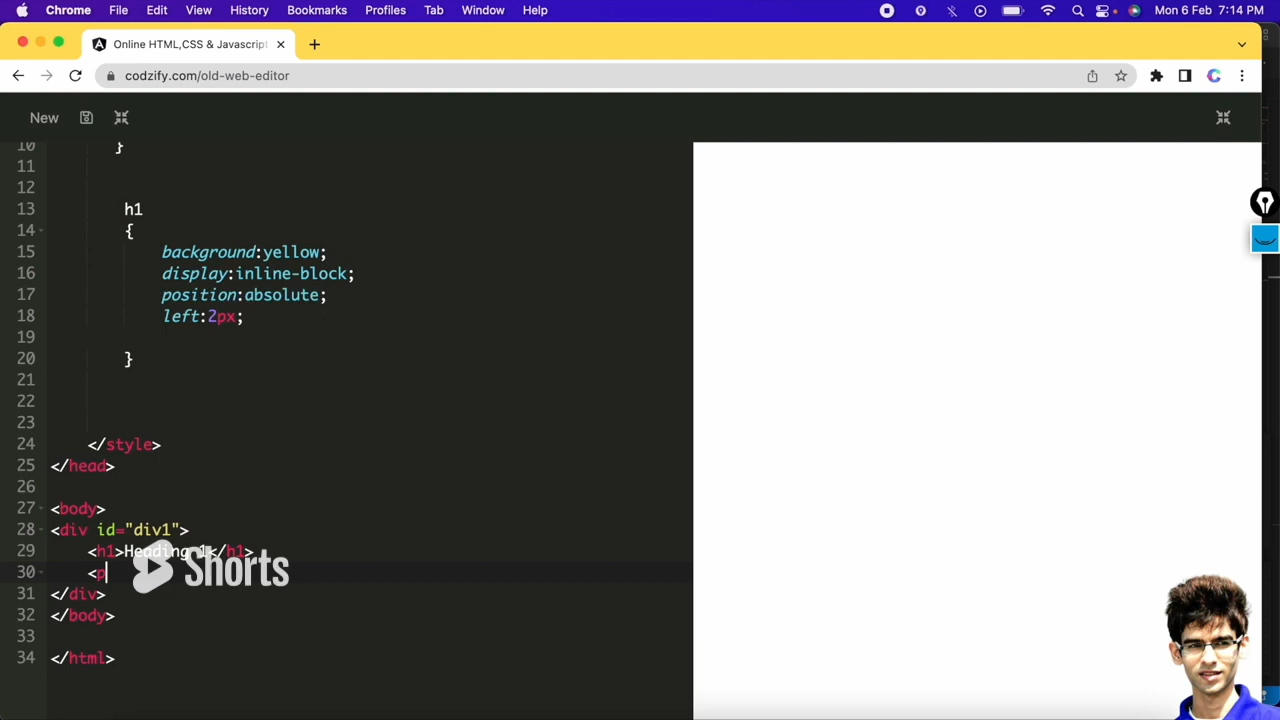 Chrome File Edit View History Bookmarks Profiles Tab Window Help Mon 6 Feb 7:14 PM
Online HTML,CSS & Javascript
codzify.com/old-web-editor
New
10 }
11
12
13 h1
14 {
15 background:yellow;
16 display:inline-block;
17 position:absolute;
18 left:2px;
19
20 }
21
22
23
24 </style>
25 </head>
26
27 <body>
28 <div id="div1">
29 <h1>Heading 1</h1>
30 <p
Shorts
31 </div>
32 </body>
33
34 </html>